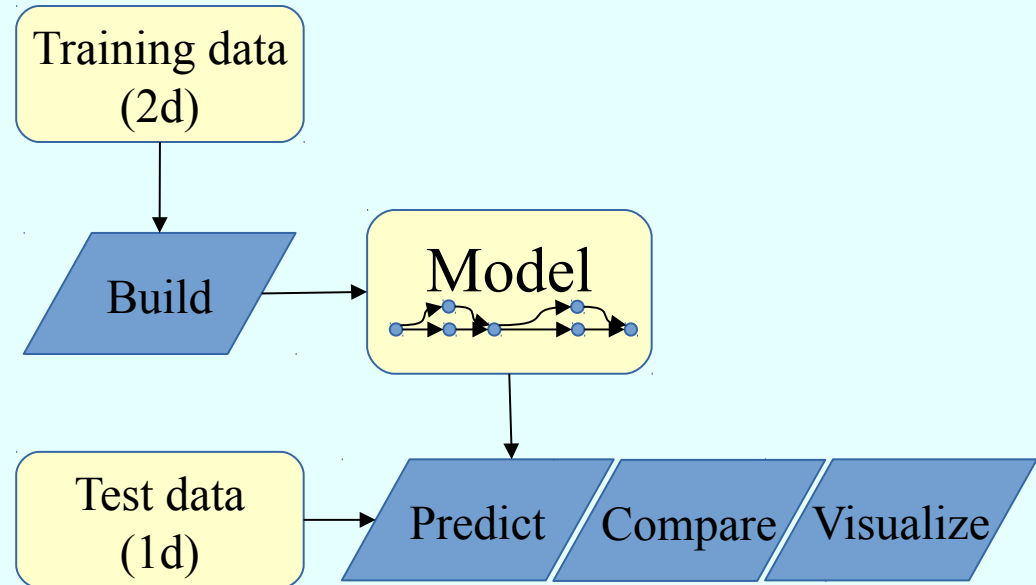 Training data
(2d)
Build
Model
Test data
(1d)
Predict
Compare
Visualize